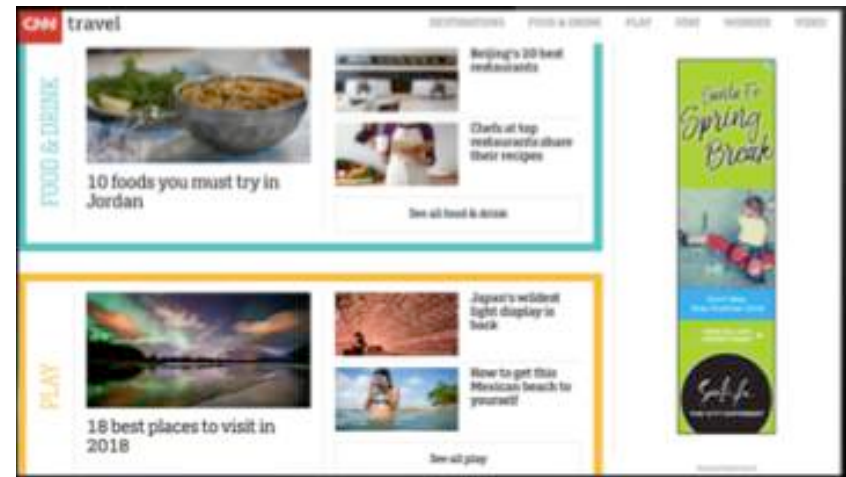 CNN travel
DESTINATIONS FOOD & DRINK PLAY STAY WONDER VIDEO
FOOD & DRINK
10 foods you must try in
Jordan
Beijing's 20 best
restaurants
Chefs at top
restaurants share
their recipes
See all food & drink
PLAY
18 best places to visit in
2018
Japan's wildest
light display is
back
How to get this
Mexican beach to
yourself
See all play
Guide To
Spring
Break